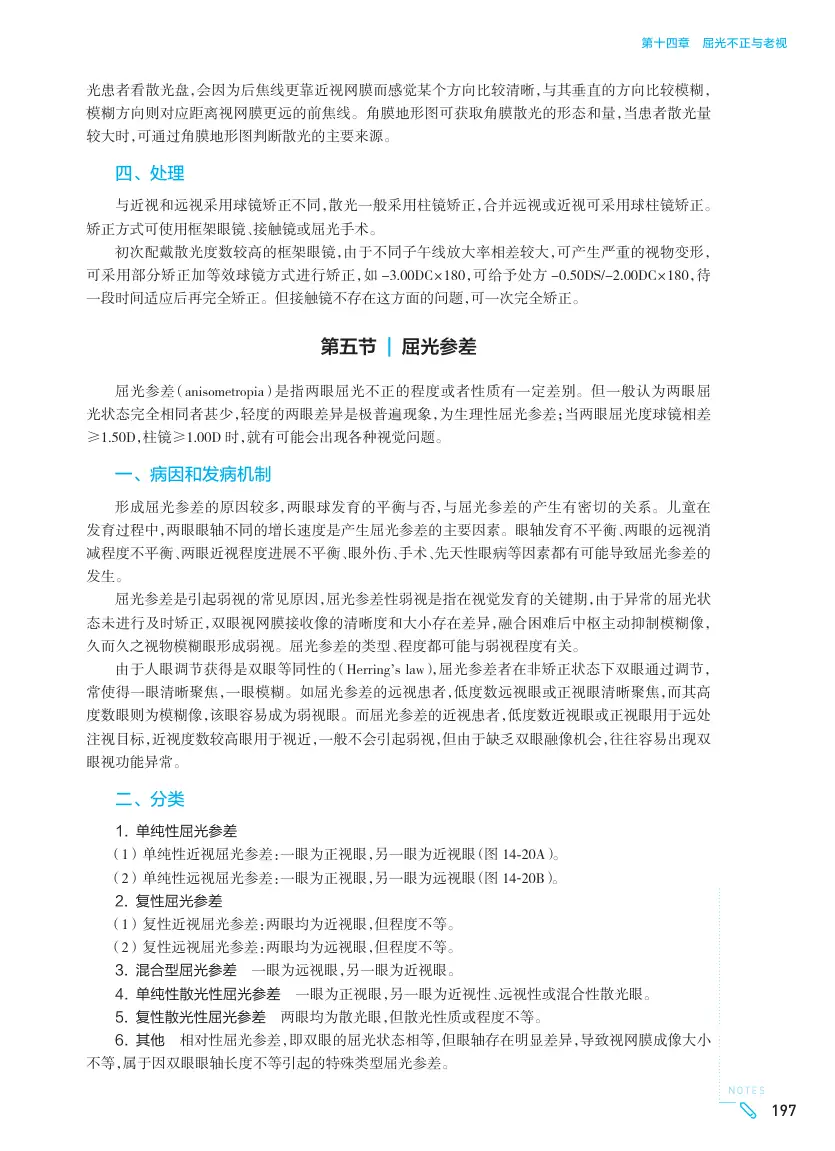 第十四章 屈光不正与老视
光患者看散光盘,会因为后焦线更靠近视网膜而感觉某个方向比较清晰,与其垂直的方向比较模糊,
模糊方向则对应距离视网膜更远的前焦线。角膜地形图可获取角膜散光的形态和量,当患者散光量
较大时,可通过角膜地形图判断散光的主要来源。
四、处理
与近视和远视采用球镜矫正不同,散光一般采用柱镜矫正,合并远视或近视可采用球柱镜矫正。
矫正方式可使用框架眼镜、接触镜或屈光手术。
初次配戴散光度数较高的框架眼镜,由于不同子午线放大率相差较大,可产生严重的视物变形,
可采用部分矫正加等效球镜方式进行矫正,如 –3.00DC×180,可给予处方 –0.50DS/–2.00DC×180,待
一段时间适应后再完全矫正。但接触镜不存在这方面的问题,可一次完全矫正。
第五节 | 屈光参差
屈光参差(anisometropia)是指两眼屈光不正的程度或者性质有一定差别。但一般认为两眼屈
光状态完全相同者甚少,轻度的两眼差异是极普遍现象,为生理性屈光参差;当两眼屈光度球镜相差
≥1.50D,柱镜≥1.00D 时,就有可能会出现各种视觉问题。
一、病因和发病机制
形成屈光参差的原因较多,两眼球发育的平衡与否,与屈光参差的产生有密切的关系。儿童在
发育过程中,两眼眼轴不同的增长速度是产生屈光参差的主要因素。眼轴发育不平衡、两眼的远视消
减程度不平衡、两眼近视程度进展不平衡、眼外伤、手术、先天性眼病等因素都有可能导致屈光参差的
发生。
屈光参差是引起弱视的常见原因,屈光参差性弱视是指在视觉发育的关键期,由于异常的屈光状
态未进行及时矫正,双眼视网膜接收像的清晰度和大小存在差异,融合困难后中枢主动抑制模糊像,
久而久之视物模糊眼形成弱视。屈光参差的类型、程度都可能与弱视程度有关。
由于人眼调节获得是双眼等同性的(Herring’s law),屈光参差者在非矫正状态下双眼通过调节,
常使得一眼清晰聚焦,一眼模糊。如屈光参差的远视患者,低度数远视眼或正视眼清晰聚焦,而其高
度数眼则为模糊像,该眼容易成为弱视眼。而屈光参差的近视患者,低度数近视眼或正视眼用于远处
注视目标,近视度数较高眼用于视近,一般不会引起弱视,但由于缺乏双眼融像机会,往往容易出现双
眼视功能异常。
二、分类
1. 单纯性屈光参差
(1)单纯性近视屈光参差:一眼为正视眼,另一眼为近视眼(图 14-20A)。
(2)单纯性远视屈光参差:一眼为正视眼,另一眼为远视眼(图 14-20B)。
2. 复性屈光参差
(1)复性近视屈光参差:两眼均为近视眼,但程度不等。
(2)复性远视屈光参差:两眼均为远视眼,但程度不等。
3. 混合型屈光参差 一眼为远视眼,另一眼为近视眼。
4. 单纯性散光性屈光参差 一眼为正视眼,另一眼为近视性、远视性或混合性散光眼。
5. 复性散光性屈光参差 两眼均为散光眼,但散光性质或程度不等。
6. 其他 相对性屈光参差,即双眼的屈光状态相等,但眼轴存在明显差异,导致视网膜成像大小
不等,属于因双眼眼轴长度不等引起的特殊类型屈光参差。
NOTES
197